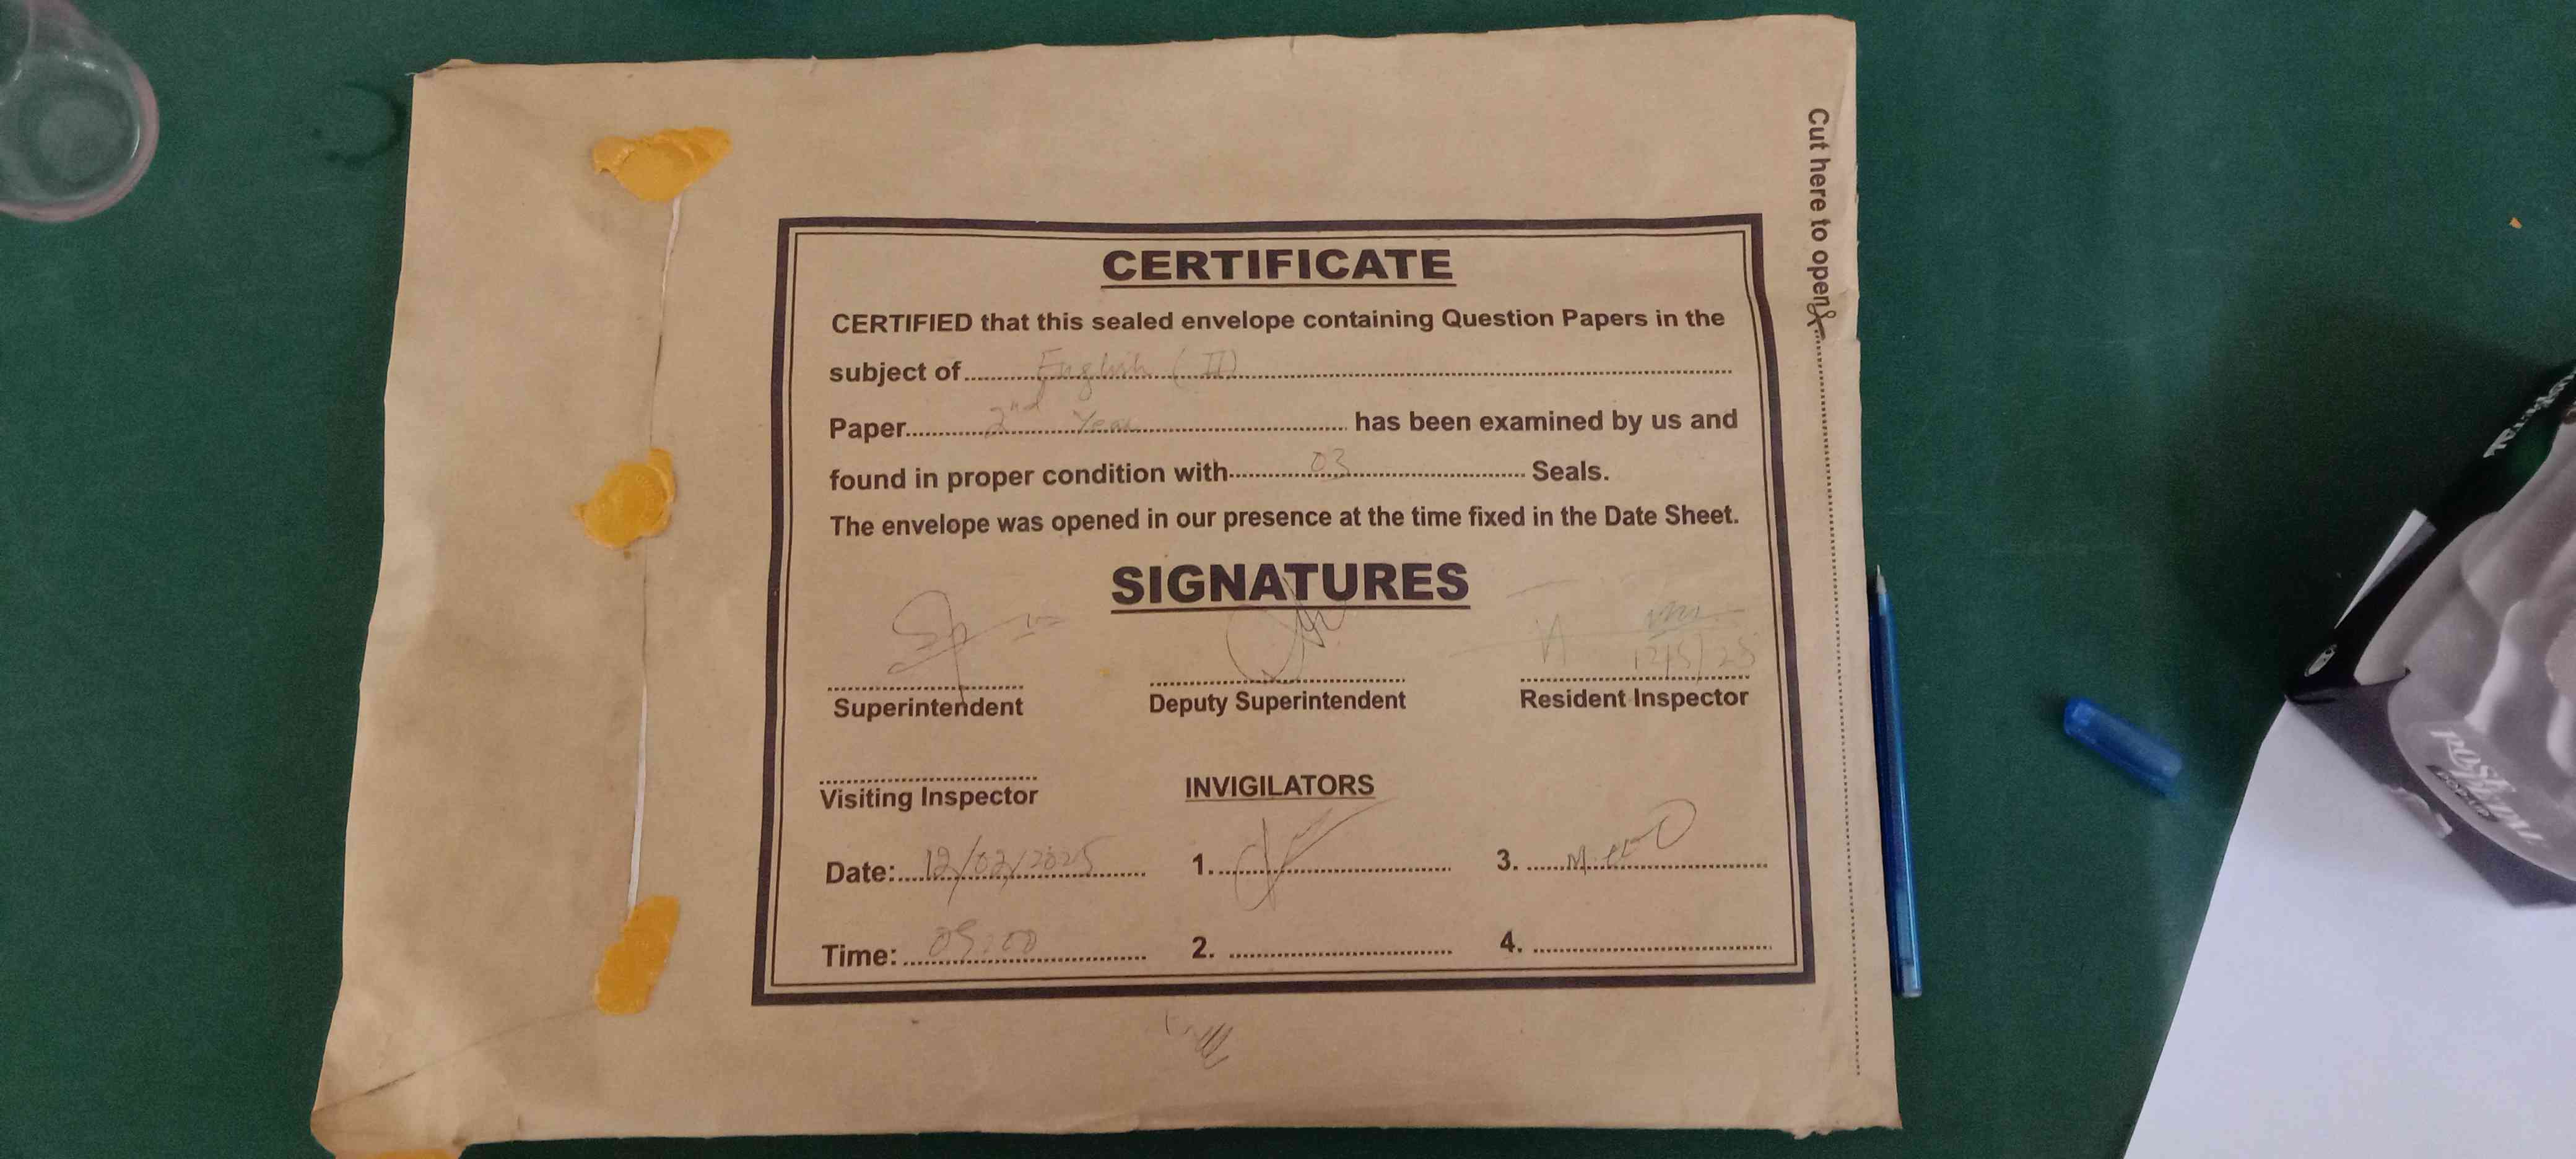 CERTIFICATE
CERTIFIED that this sealed envelope containing Question Papers in the
subject of English (II)
Paper 2nd Year has been examined by us and
found in proper condition with 03 Seals.
The envelope was opened in our presence at the time fixed in the Date Sheet.
SIGNATURES
Superintendent Deputy Superintendent Resident Inspector
Visiting Inspector INVIGILATORS
Date: 12/02/2025 1. 3.
Time: 09:00 2. 4.
Cut here to open
ROSE PETAL